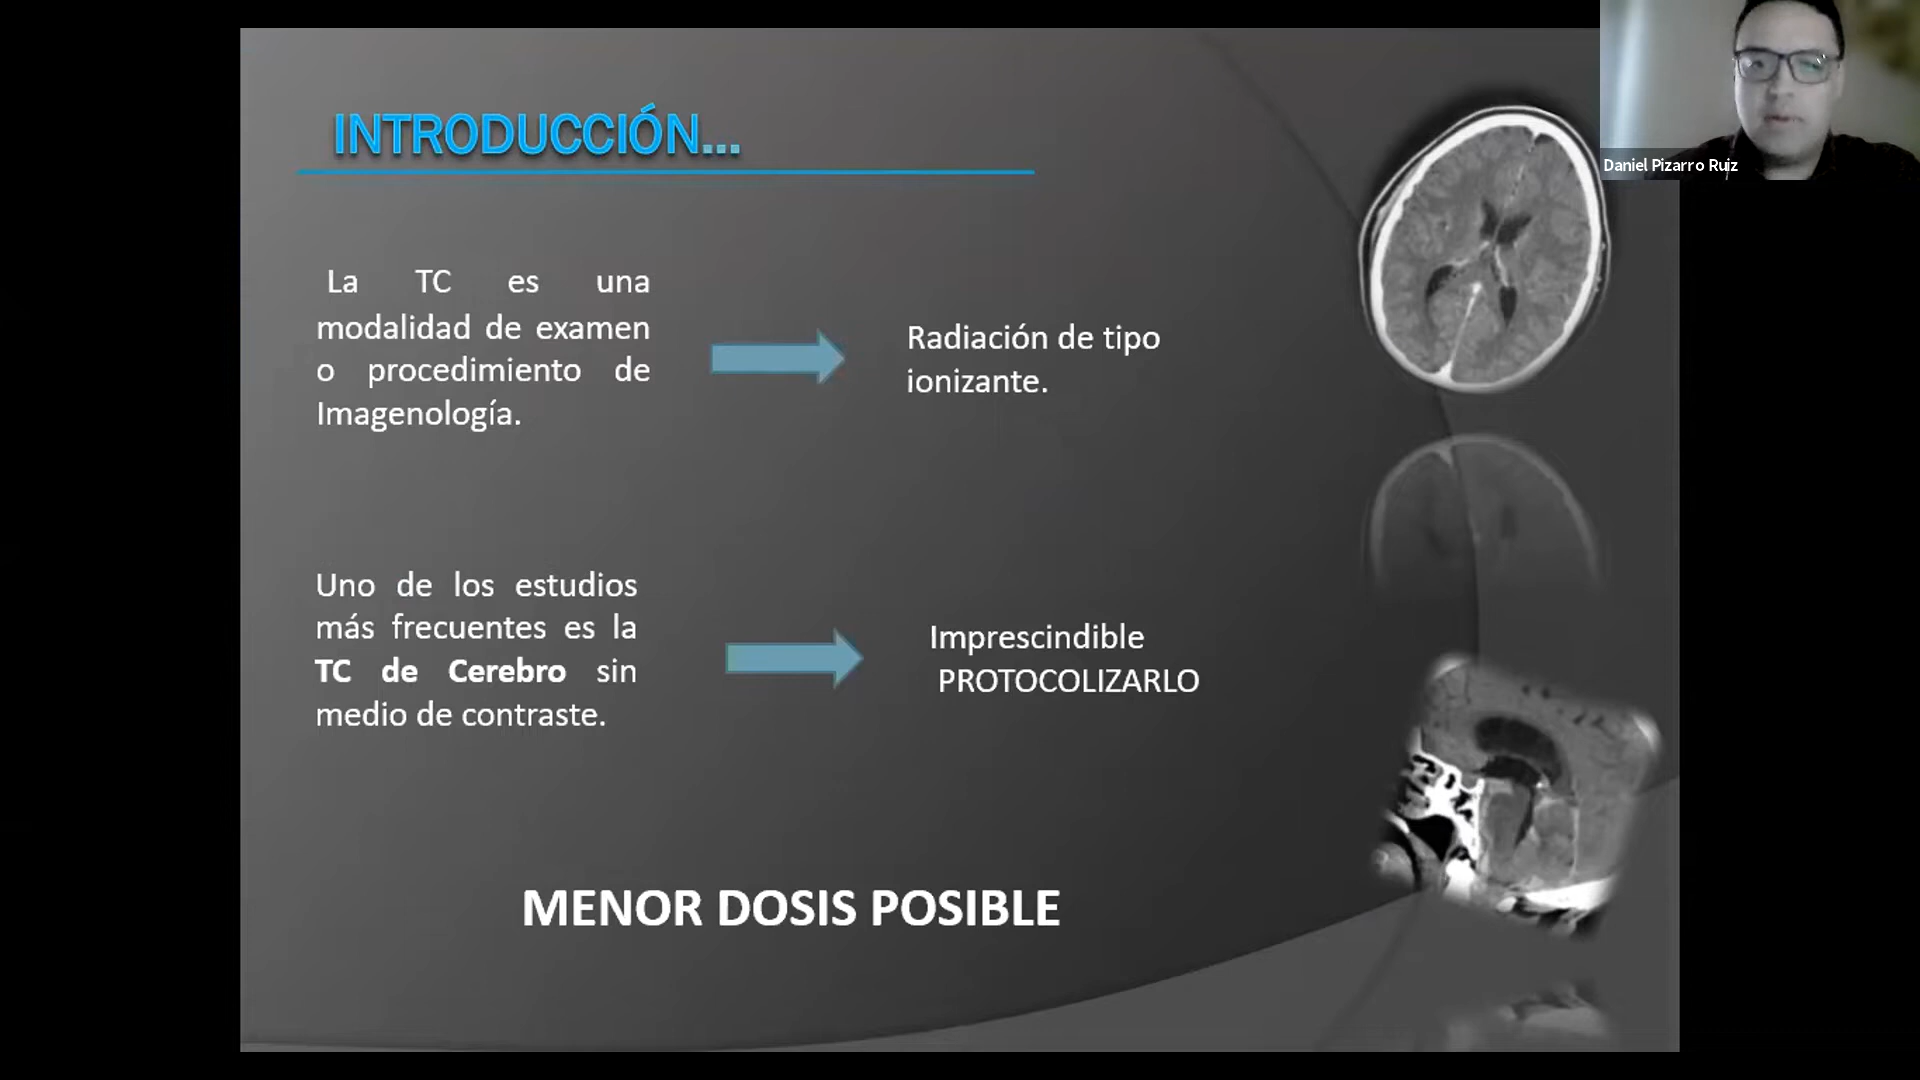 INTRODUCCIÓN...
La TC es una
modalidad de examen
o procedimiento de
Imagenología.
Radiación de tipo
ionizante.
Uno de los estudios
más frecuentes es la
TC de Cerebro sin
medio de contraste.
Imprescindible
PROTOCOLIZARLO
MENOR DOSIS POSIBLE
Daniel Pizarro Ruiz